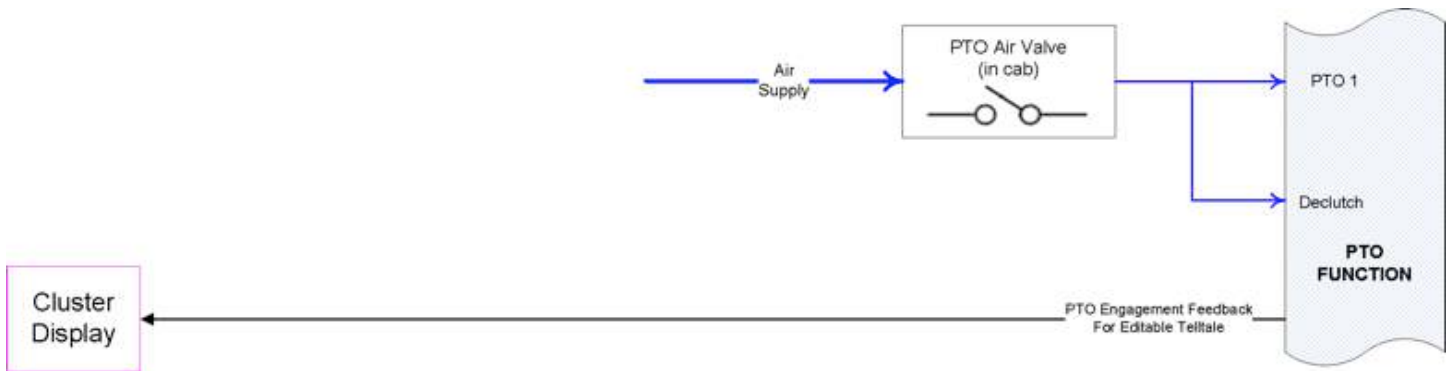 PTO Air Valve
(in cab)
Air
Supply
PTO 1
Declutch
PTO
FUNCTION
Cluster
Display
PTO Engagement Feedback
For Editable Telltale